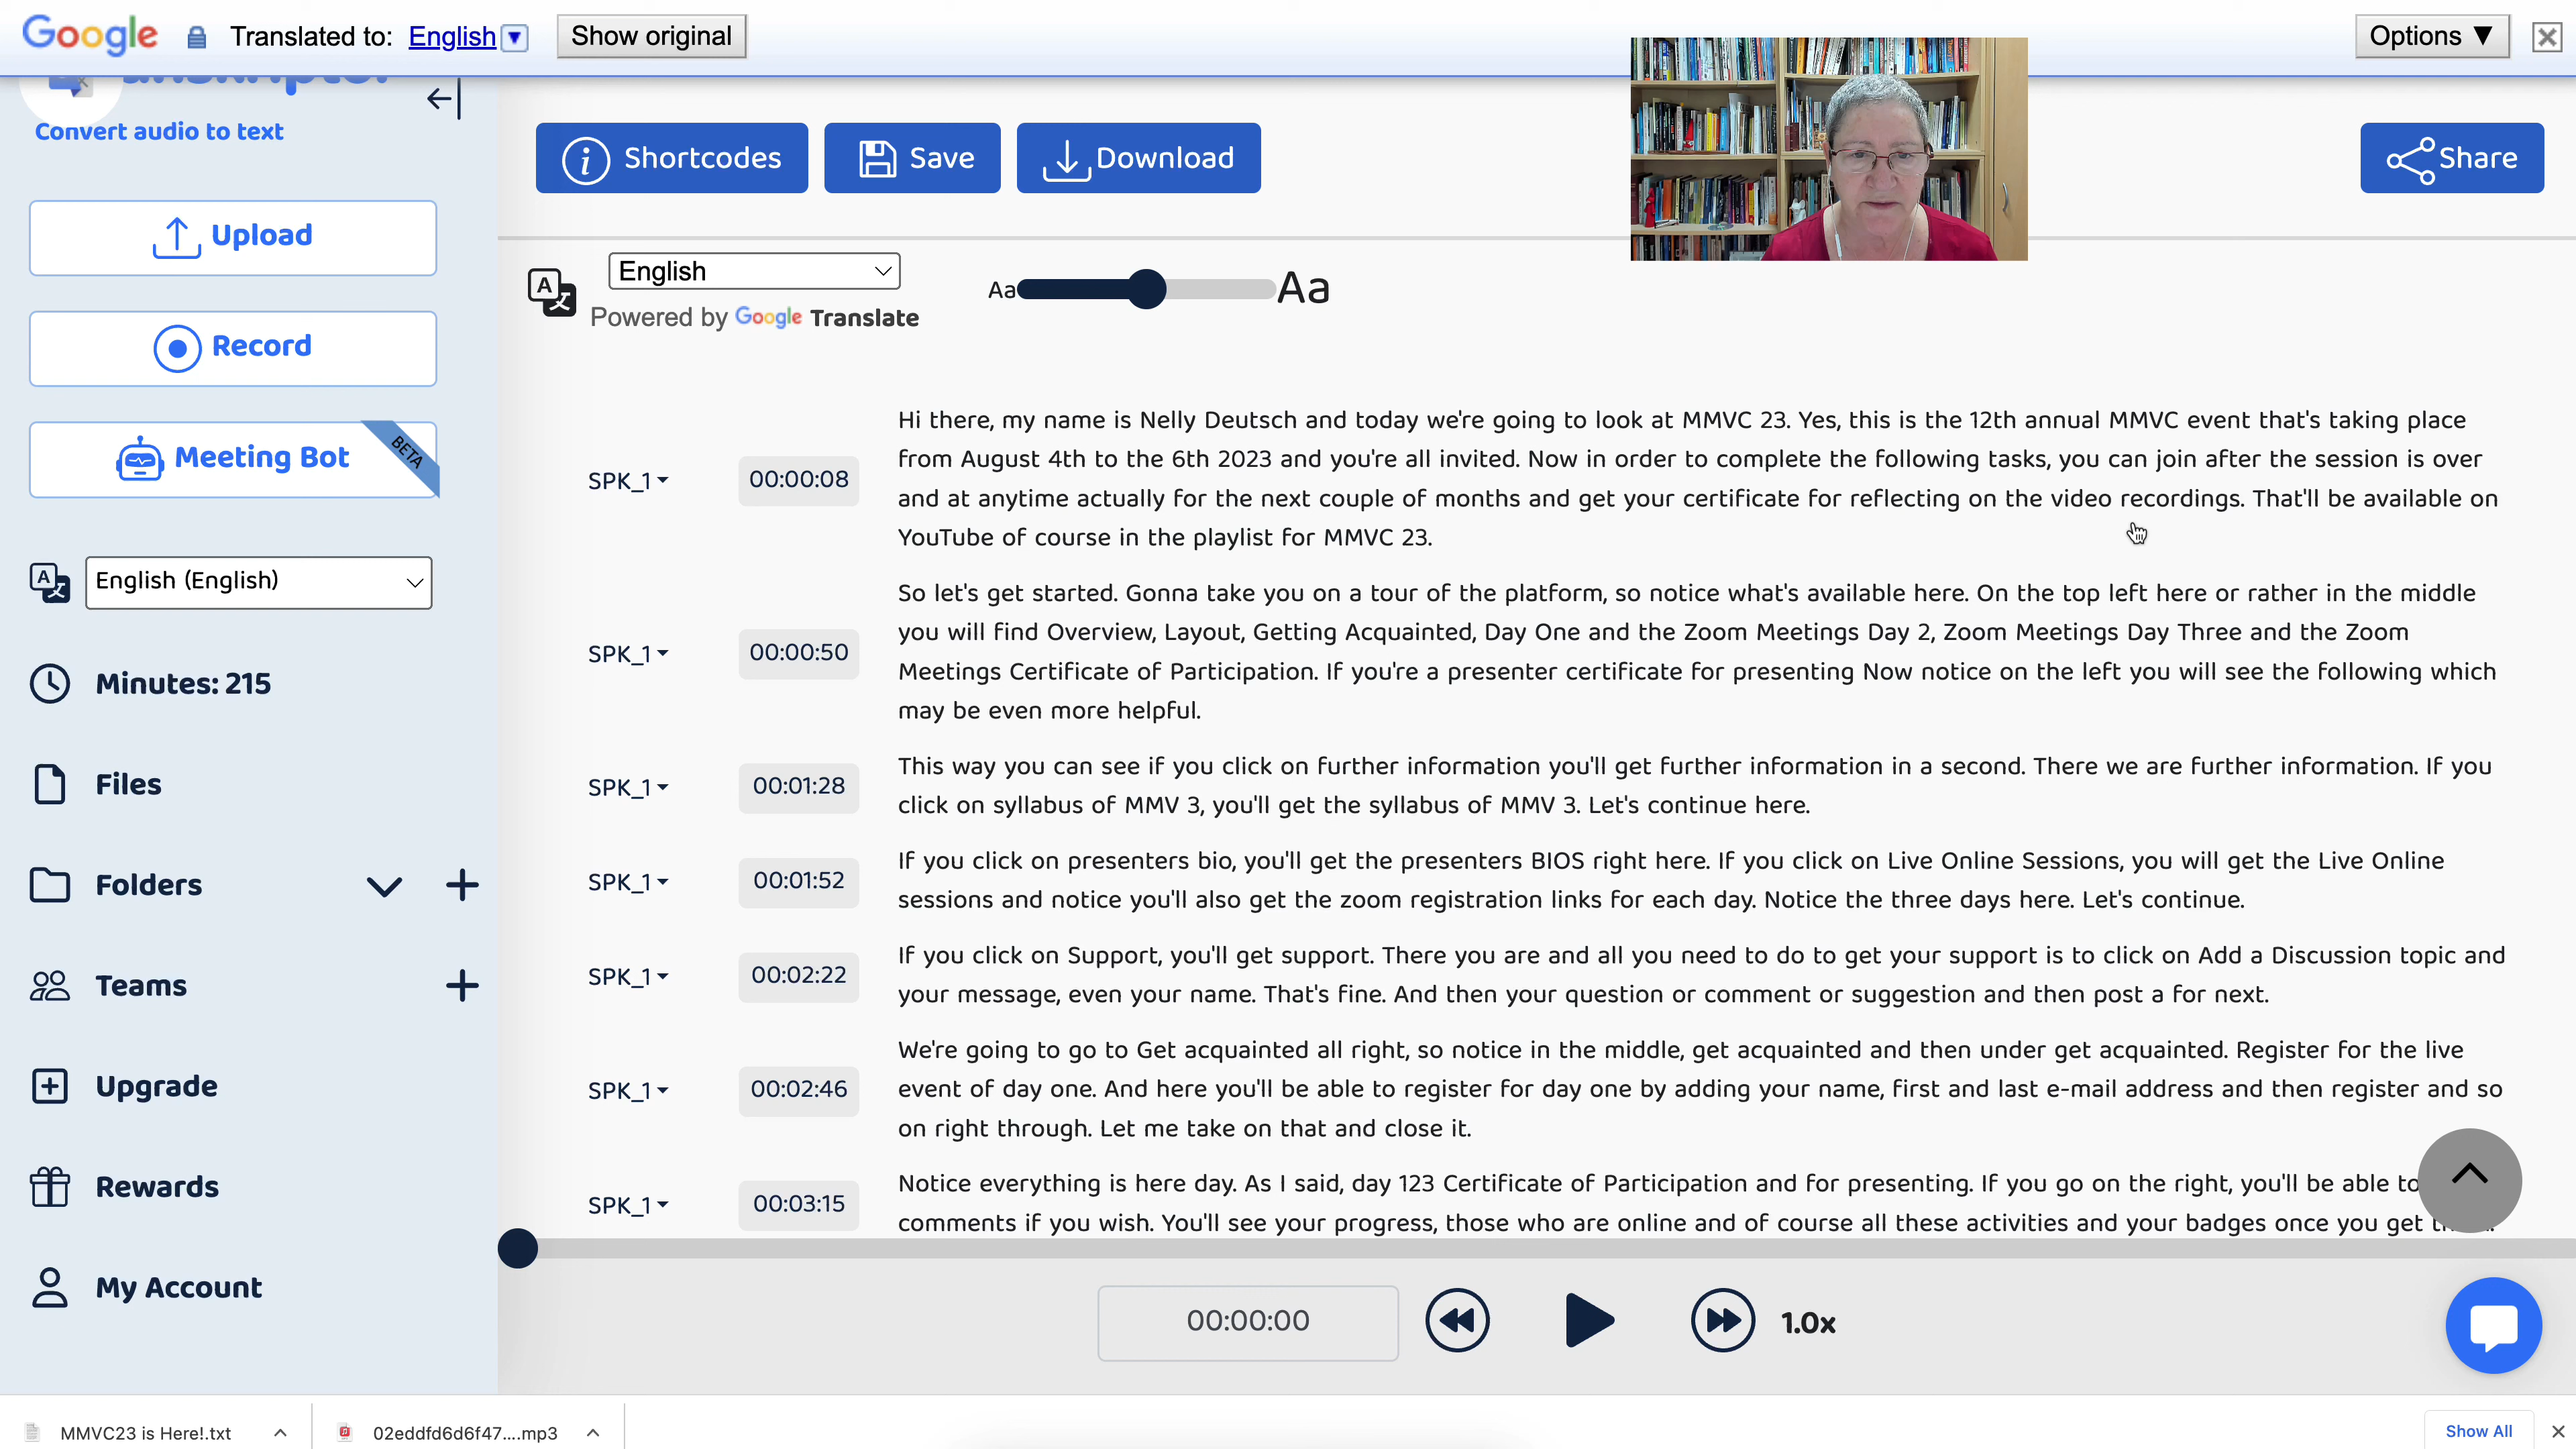 Google Translated to: English Show original Options ▼
Convert audio to text
Shortcodes Save Download Share
Upload
Record
Meeting Bot BETA
English (English)
Minutes: 215
Files
Folders
Teams
Upgrade
Rewards
My Account
English
Powered by Google Translate
Aa Aa
SPK_1 00:00:08
Hi there, my name is Nelly Deutsch and today we're going to look at MMVC 23. Yes, this is the 12th annual MMVC event that's taking place
from August 4th to the 6th 2023 and you're all invited. Now in order to complete the following tasks, you can join after the session is over
and at anytime actually for the next couple of months and get your certificate for reflecting on the video recordings. That'll be available on
YouTube of course in the playlist for MMVC 23.
SPK_1 00:00:50
So let's get started. Gonna take you on a tour of the platform, so notice what's available here. On the top left here or rather in the middle
you will find Overview, Layout, Getting Acquainted, Day One and the Zoom Meetings Day 2, Zoom Meetings Day Three and the Zoom
Meetings Certificate of Participation. If you're a presenter certificate for presenting Now notice on the left you will see the following which
may be even more helpful.
SPK_1 00:01:28
This way you can see if you click on further information you'll get further information in a second. There we are further information. If you
click on syllabus of MMV 3, you'll get the syllabus of MMV 3. Let's continue here.
SPK_1 00:01:52
If you click on presenters bio, you'll get the presenters BIOS right here. If you click on Live Online Sessions, you will get the Live Online
sessions and notice you'll also get the zoom registration links for each day. Notice the three days here. Let's continue.
SPK_1 00:02:22
If you click on Support, you'll get support. There you are and all you need to do to get your support is to click on Add a Discussion topic and
your message, even your name. That's fine. And then your question or comment or suggestion and then post a for next.
SPK_1 00:02:46
We're going to go to Get acquainted all right, so notice in the middle, get acquainted and then under get acquainted. Register for the live
event of day one. And here you'll be able to register for day one by adding your name, first and last e-mail address and then register and so
on right through. Let me take on that and close it.
SPK_1 00:03:15
Notice everything is here day. As I said, day 123 Certificate of Participation and for presenting. If you go on the right, you'll be able to
comments if you wish. You'll see your progress, those who are online and of course all these activities and your badges once you get
00:00:00 1.0x
MMVC23 is Here!.txt 02eddfd6d6f47....mp3 Show All